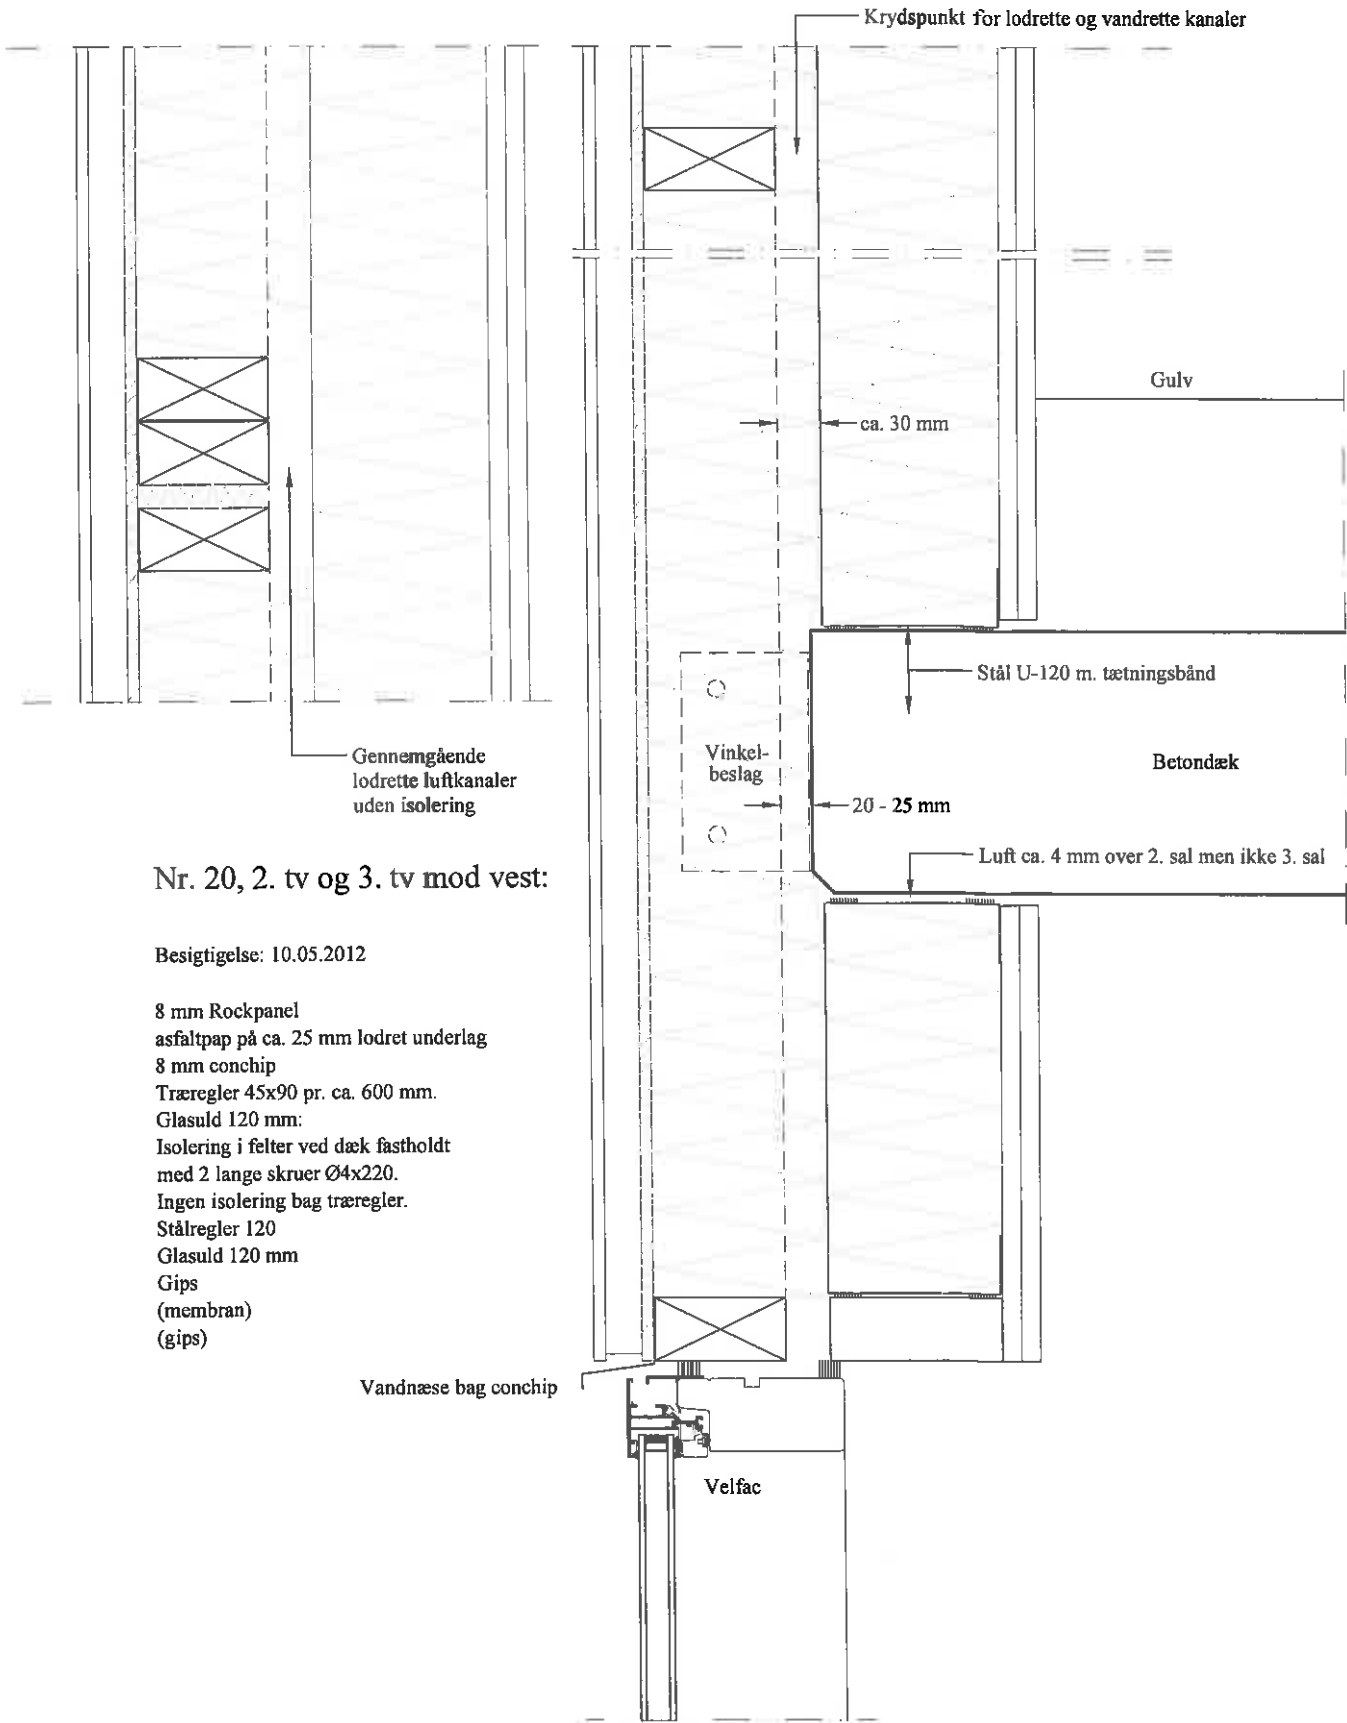 Krydspunkt for lodrette og vandrette kanaler
Gulv
ca. 30 mm
Stål U-120 m. tætningsbånd
Gennemgående
lodrette luftkanaler
uden isolering
Vinkel-
beslag
Betondæk
20 - 25 mm
Luft ca. 4 mm over 2. sal men ikke 3. sal
Nr. 20, 2. tv og 3. tv mod vest:
Besigtigelse: 10.05.2012
8 mm Rockpanel
asfaltpap på ca. 25 mm lodret underlag
8 mm conchip
Træregler 45x90 pr. ca. 600 mm.
Glasuld 120 mm:
Isolering i felter ved dæk fastholdt
med 2 lange skruer Ø4x220.
Ingen isolering bag træregler.
Stålregler 120
Glasuld 120 mm
Gips
(membran)
(gips)
Vandnæse bag conchip
Velfac